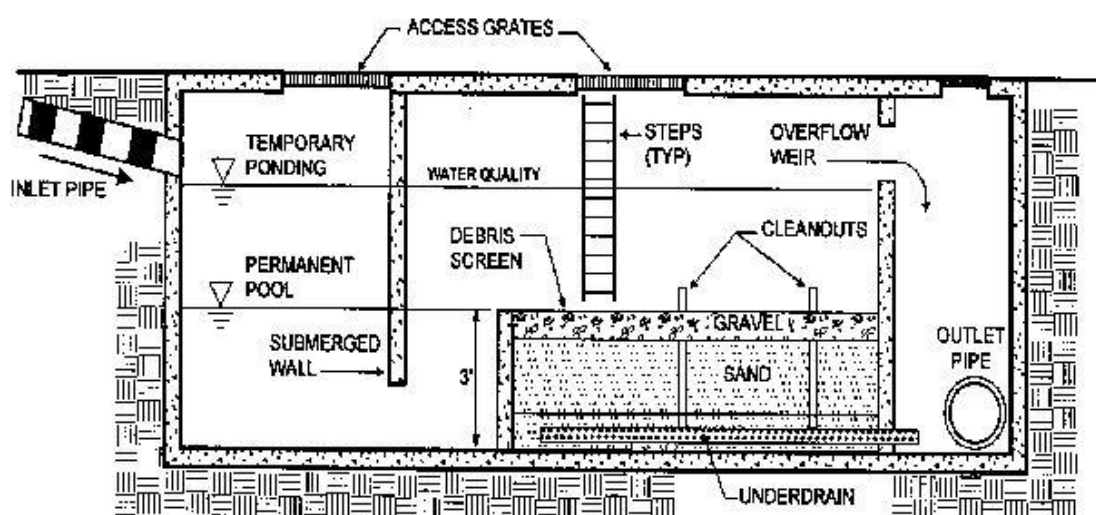 ACCESS GRATES
TEMPORARY
PONDING
STEPS
(TYP)
OVERFLOW
WEIR
INLET PIPE
WATER QUALITY
DEBRIS
SCREEN
CLEANOUTS
PERMANENT
POOL
GRAVEL
SUBMERGED
WALL
3'
SAND
OUTLET
PIPE
UNDERDRAIN